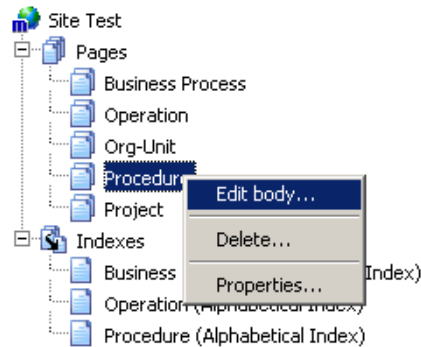 Site Test
Pages
Business Process
Operation
Org-Unit
Procedure
Edit body...
Project
Indexes
Delete...
Business Index)
Properties...
Operation (Alphabetical Index)
Procedure (Alphabetical Index)